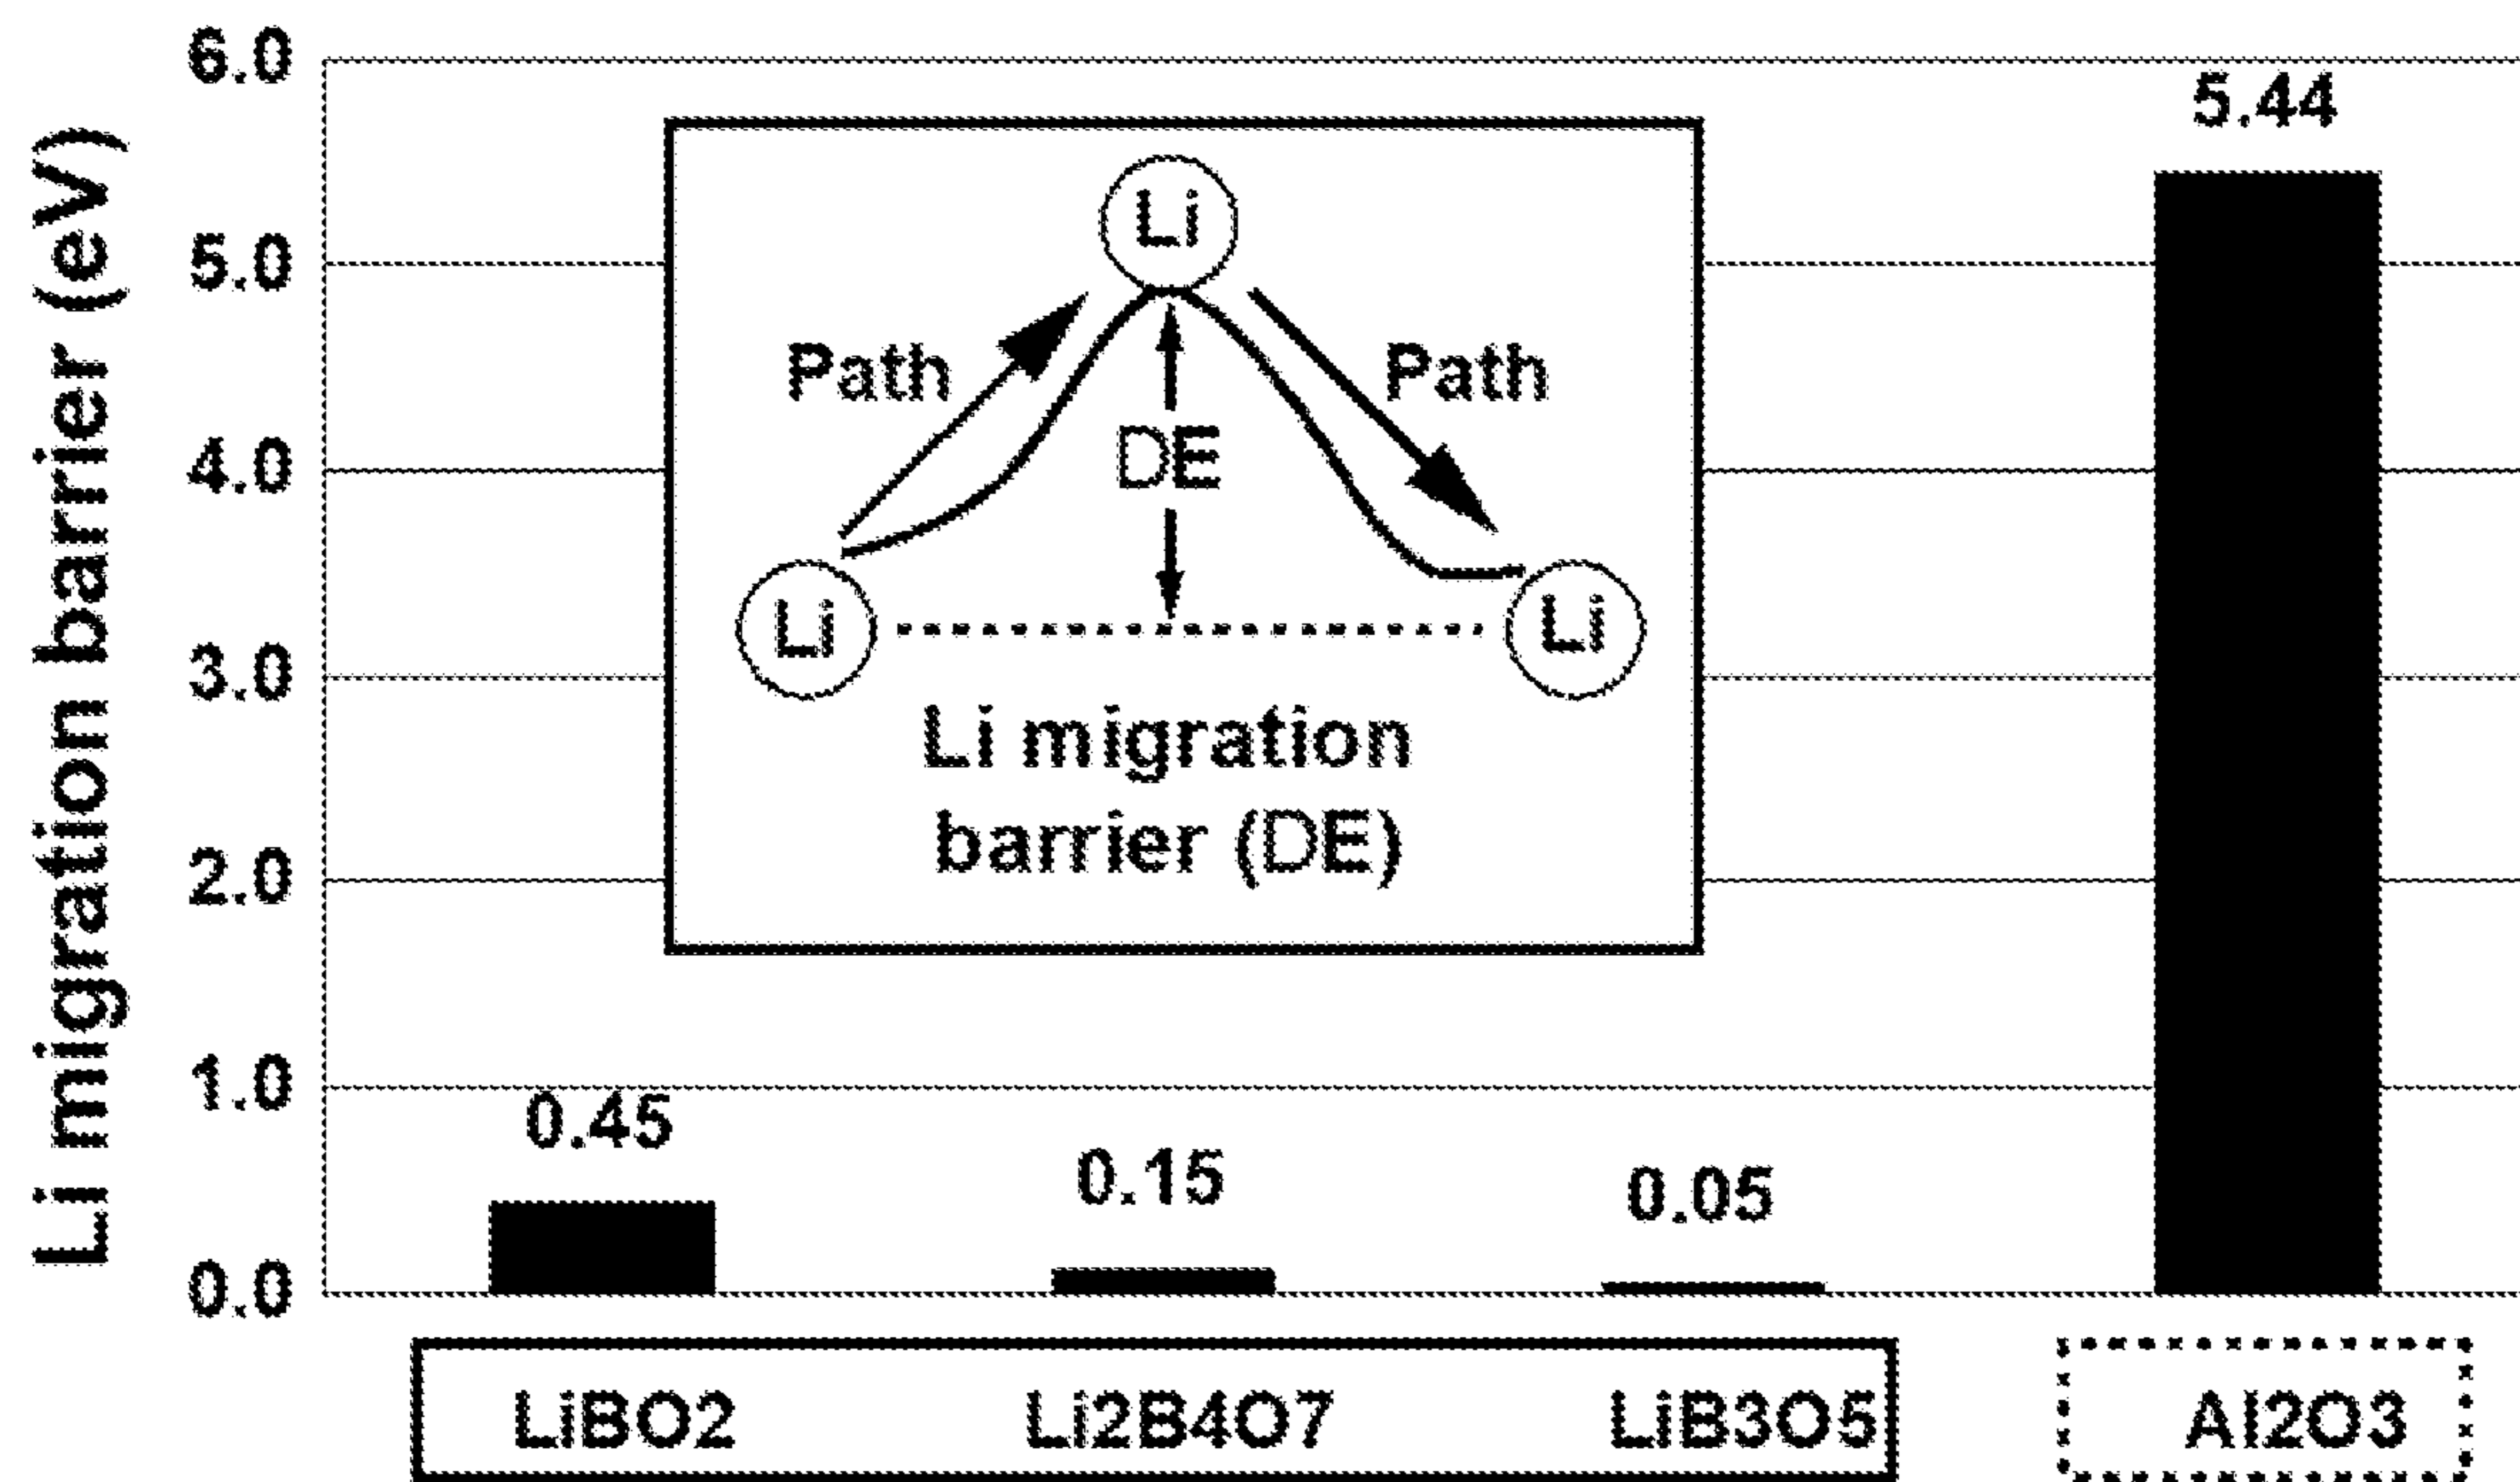 Li migration barrier (eV)
6.0
5.0
4.0
3.0
2.0
1.0
0.0
Li
Path
Path
DE
Li
Li
Li migration
barrier (DE)
0.45
0.15
0.05
5.44
LiBO2
Li2B4O7
LiB3O5
Al2O3